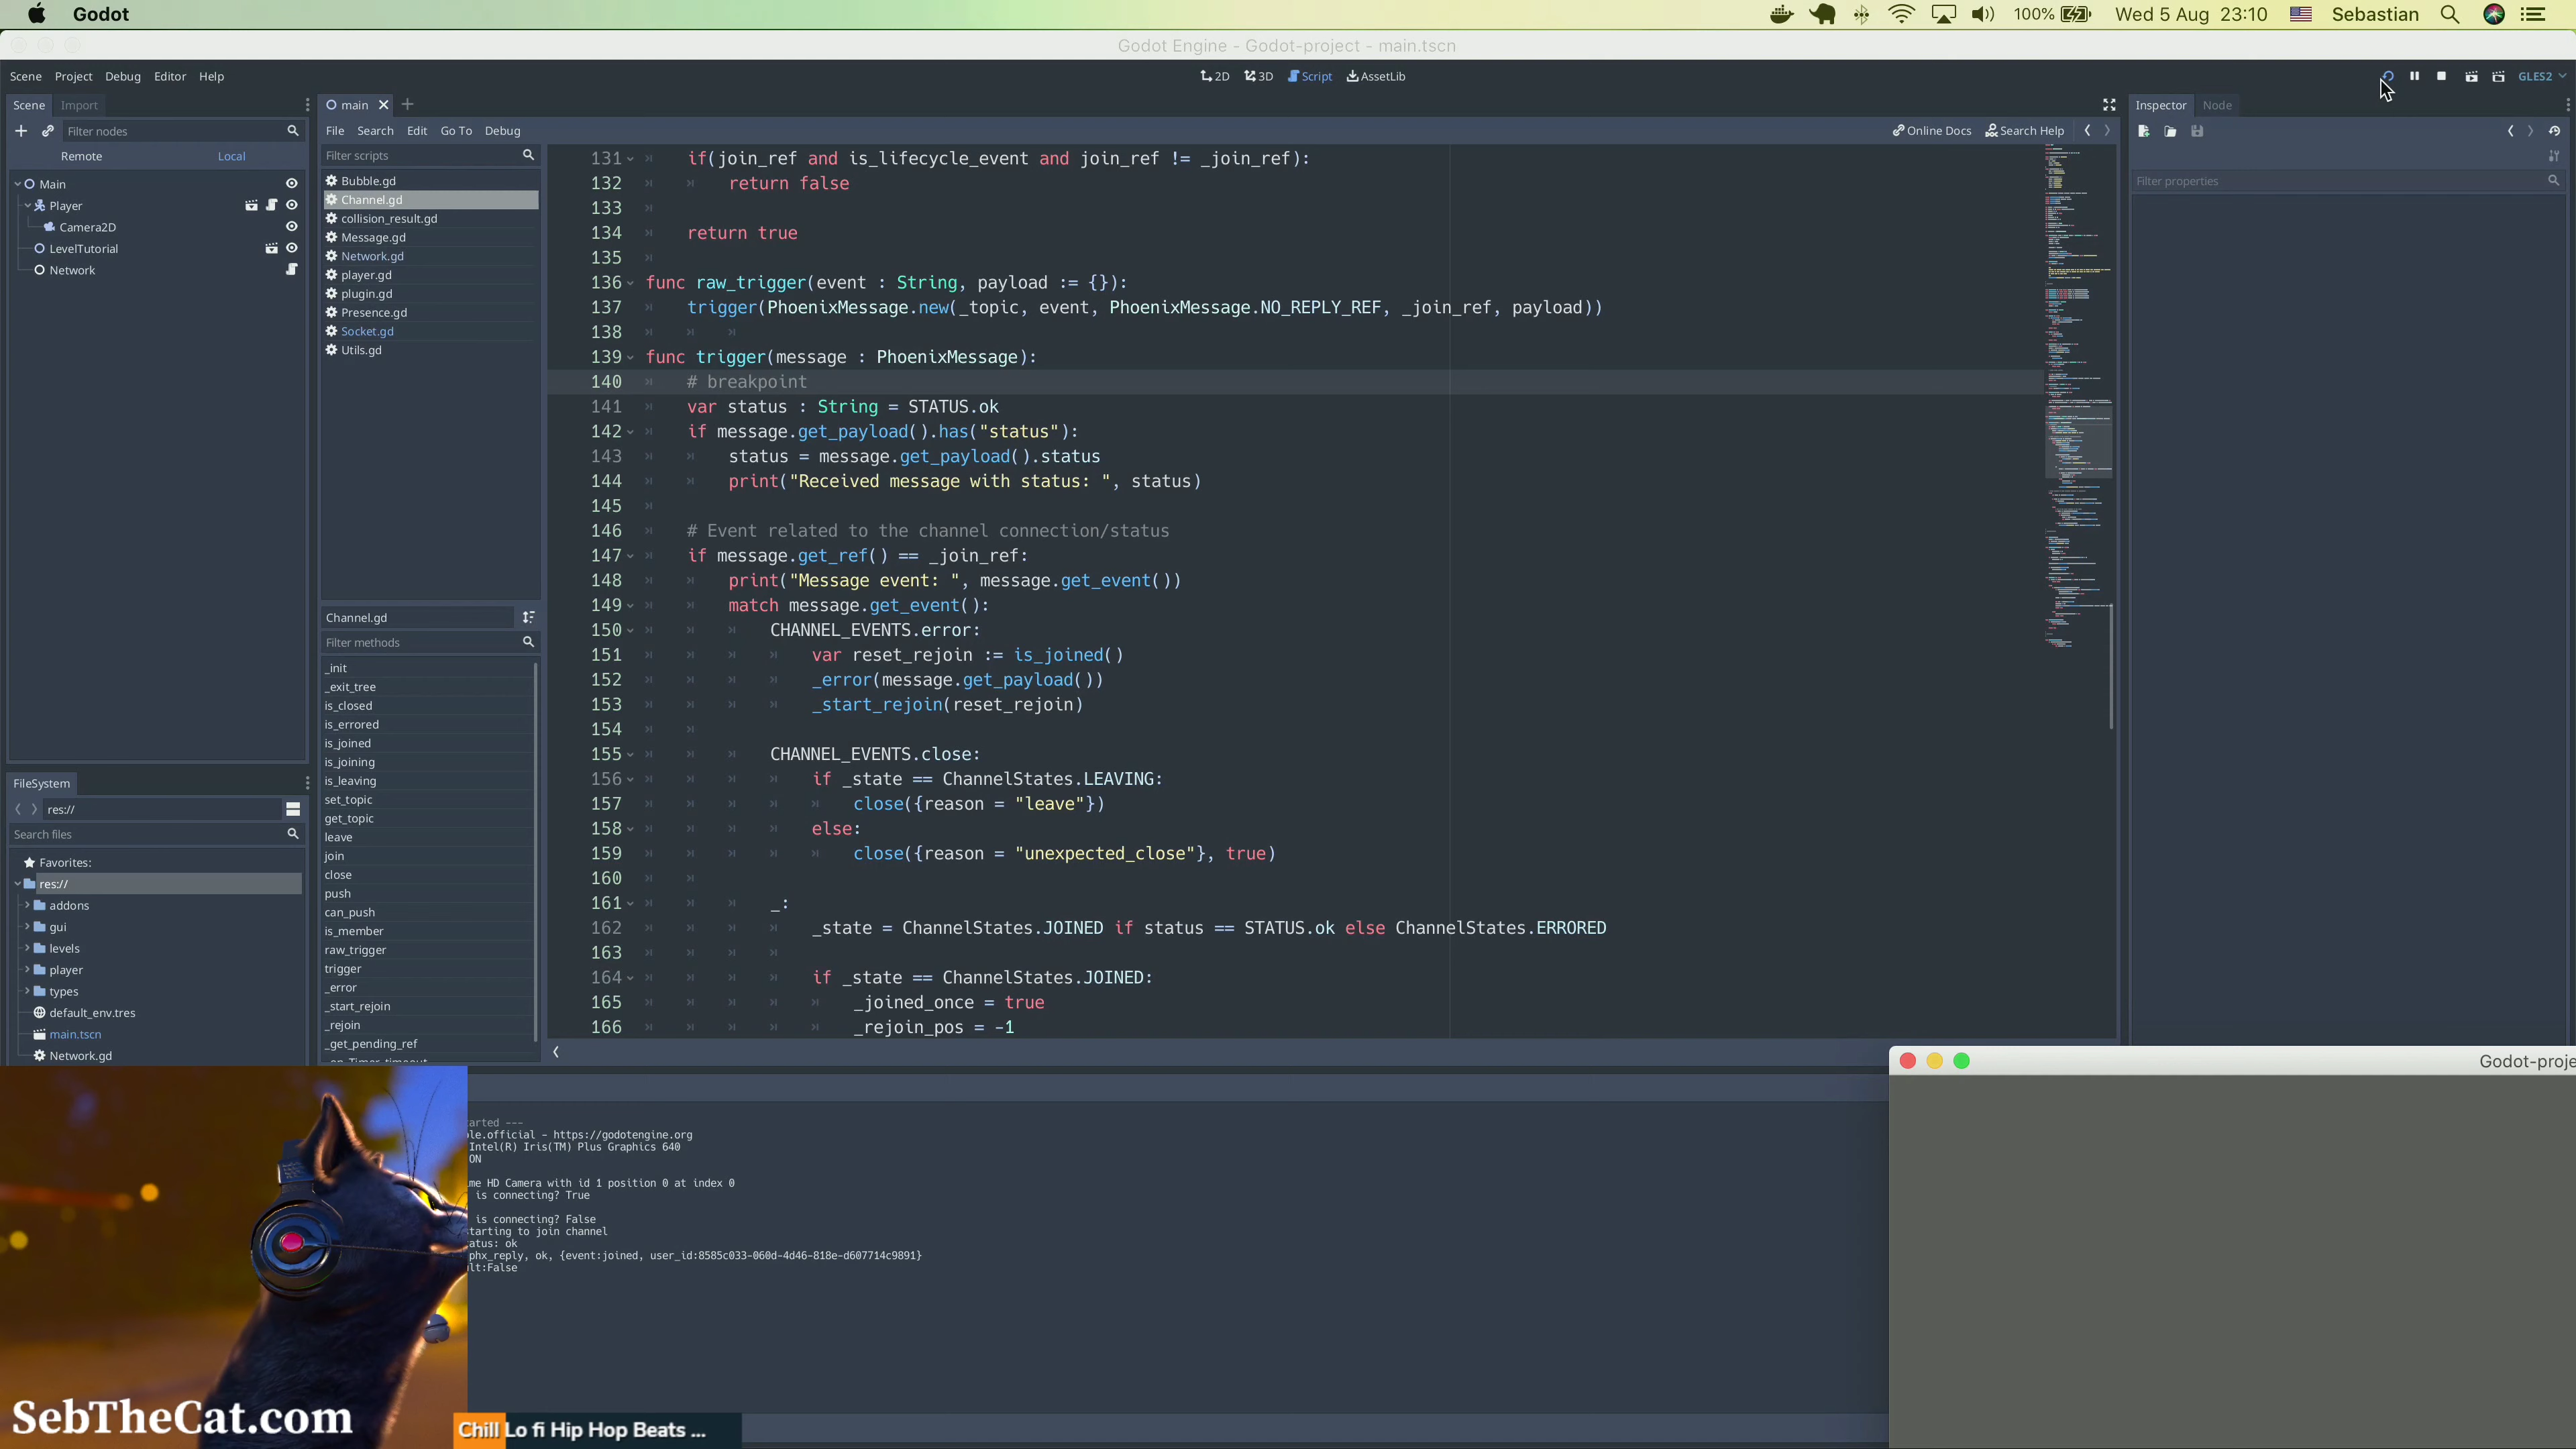 Godot
100%
Wed 5 Aug 23:10
Sebastian
Godot Engine - Godot-project - main.tscn
Scene Project Debug Editor Help
2D 3D Script AssetLib
GLES2
Scene Import
Filter nodes
Remote Local
Main
Player
Camera2D
LevelTutorial
Network
FileSystem
res://
Search files
Favorites:
res://
addons
gui
levels
player
types
default_env.tres
main.tscn
Network.gd
main
File Search Edit Go To Debug
Online Docs Search Help
Filter scripts
Bubble.gd
Channel.gd
collision_result.gd
Message.gd
Network.gd
player.gd
plugin.gd
Presence.gd
Socket.gd
Utils.gd
Channel.gd
Filter methods
_init
_exit_tree
is_closed
is_errored
is_joined
is_joining
is_leaving
set_topic
get_topic
leave
join
close
push
can_push
is_member
raw_trigger
trigger
_error
_start_rejoin
_rejoin
_get_pending_ref
131 if(join_ref and is_lifecycle_event and join_ref != _join_ref):
132 return false
133
134 return true
135
136 func raw_trigger(event : String, payload := {}):
137 trigger(PhoenixMessage.new(_topic, event, PhoenixMessage.NO_REPLY_REF, _join_ref, payload))
138
139 func trigger(message : PhoenixMessage):
140 # breakpoint
141 var status : String = STATUS.ok
142 if message.get_payload().has("status"):
143 status = message.get_payload().status
144 print("Received message with status: ", status)
145
146 # Event related to the channel connection/status
147 if message.get_ref() == _join_ref:
148 print("Message event: ", message.get_event())
149 match message.get_event():
150 CHANNEL_EVENTS.error:
151 var reset_rejoin := is_joined()
152 _error(message.get_payload())
153 _start_rejoin(reset_rejoin)
154
155 CHANNEL_EVENTS.close:
156 if _state == ChannelStates.LEAVING:
157 close({reason = "leave"})
158 else:
159 close({reason = "unexpected_close"}, true)
160
161 _:
162 _state = ChannelStates.JOINED if status == STATUS.ok else ChannelStates.ERRORED
163
164 if _state == ChannelStates.JOINED:
165 _joined_once = true
166 _rejoin_pos = -1
Inspector Node
Filter properties
arted ---
le.official - https://godotengine.org
Intel(R) Iris(TM) Plus Graphics 640
ON
me HD Camera with id 1 position 0 at index 0
is connecting? True
is connecting? False
tarting to join channel
atus: ok
phx_reply, ok, {event:joined, user_id:8585c033-060d-4d46-818e-d607714c9891}
lt:False
Godot-proje
SebTheCat.com
Chill Lo fi Hip Hop Beats ...